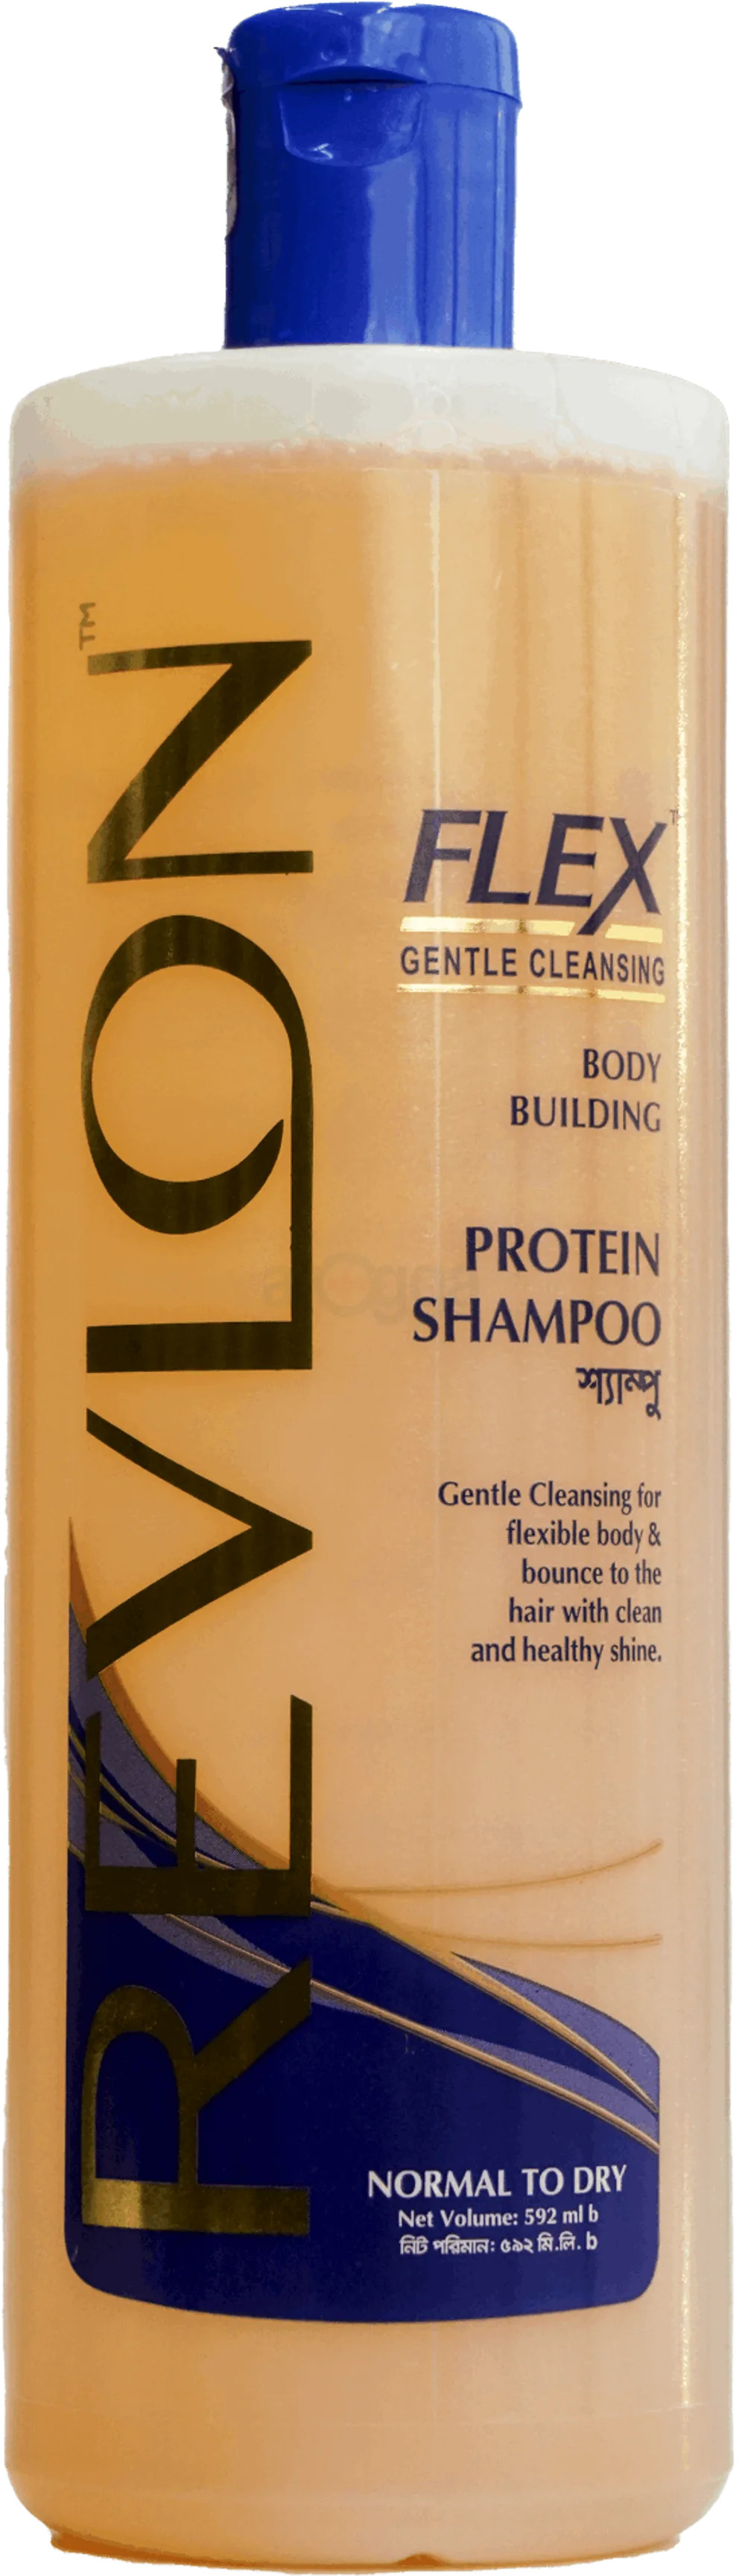 REVLON™
FLEX™
GENTLE CLEANSING
BODY
BUILDING
PROTEIN
SHAMPOO
শ্যাম্পু
Gentle Cleansing for
flexible body &
bounce to the
hair with clean
and healthy shine.
NORMAL TO DRY
Net Volume: 592 ml b
নিট পরিমান: ৫৯২ মি.লি. b